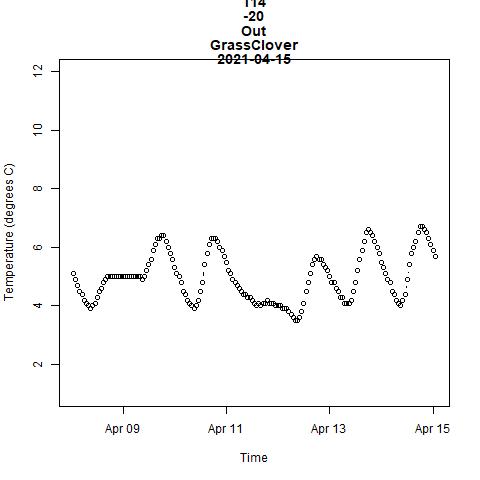 T14
-20
Out
GrassClover
2021-04-15
Temperature (degrees C)
12
10
8
6
4
2
Apr 09
Apr 11
Apr 13
Apr 15
Time